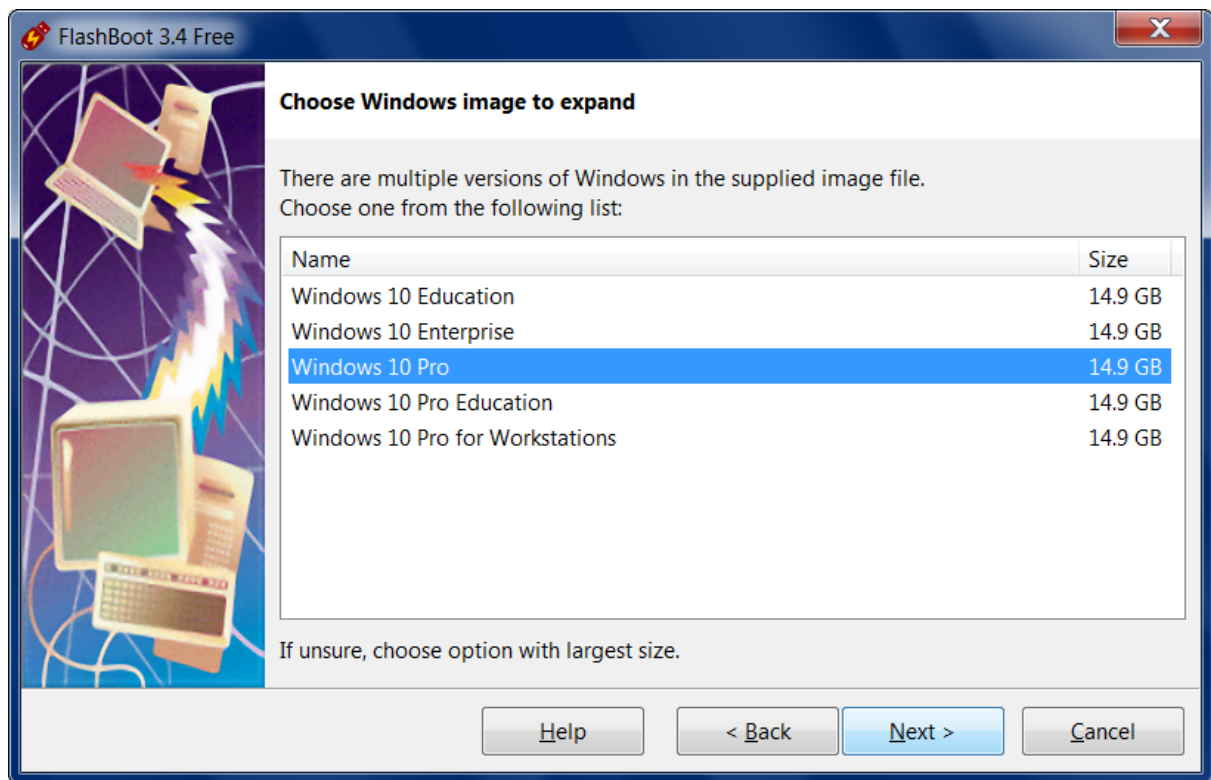 FlashBoot 3.4 Free
Choose Windows image to expand
There are multiple versions of Windows in the supplied image file.
Choose one from the following list:
Name Size
Windows 10 Education 14.9 GB
Windows 10 Enterprise 14.9 GB
Windows 10 Pro 14.9 GB
Windows 10 Pro Education 14.9 GB
Windows 10 Pro for Workstations 14.9 GB
If unsure, choose option with largest size.
Help < Back Next > Cancel